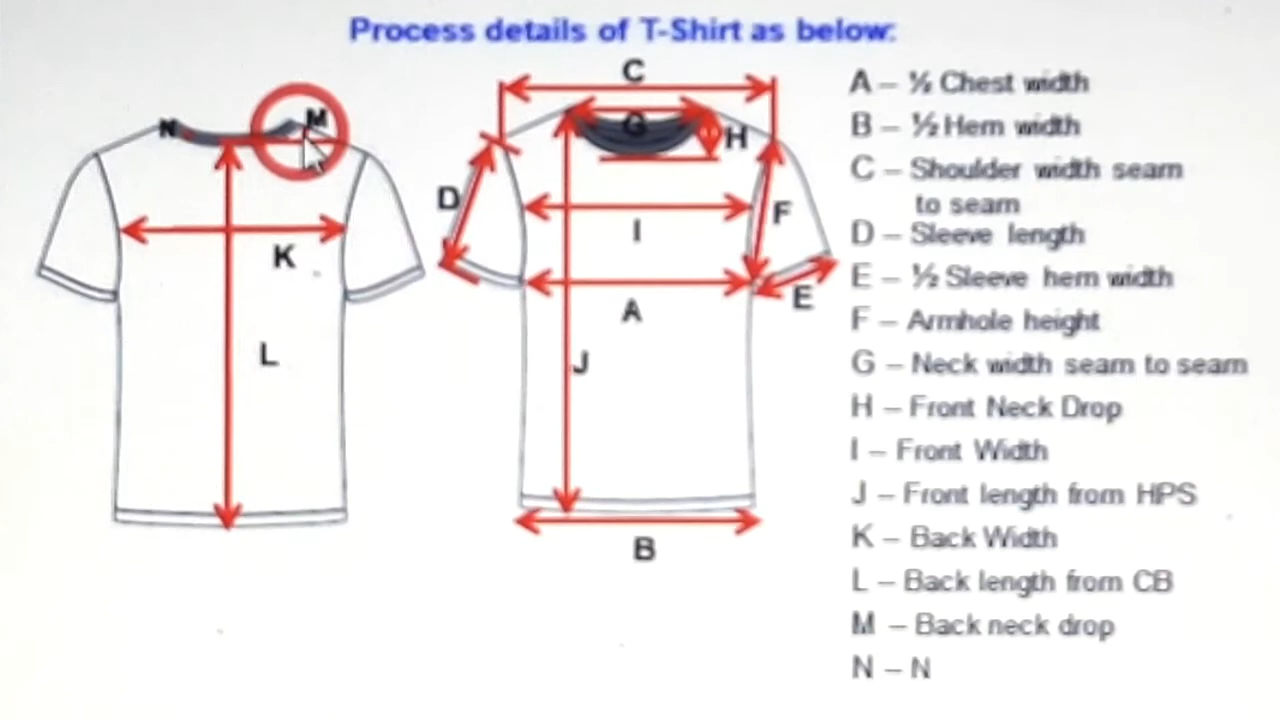 Process details of T-Shirt as below:
N
M
K
L
C
G
H
D
I
F
A
E
J
B
A – ½ Chest width
B – ½ Hem width
C – Shoulder width seam
to seam
D – Sleeve length
E – ½ Sleeve hem width
F – Armhole height
G – Neck width seam to seam
H – Front Neck Drop
I – Front Width
J – Front length from HPS
K – Back Width
L – Back length from CB
M – Back neck drop
N – N